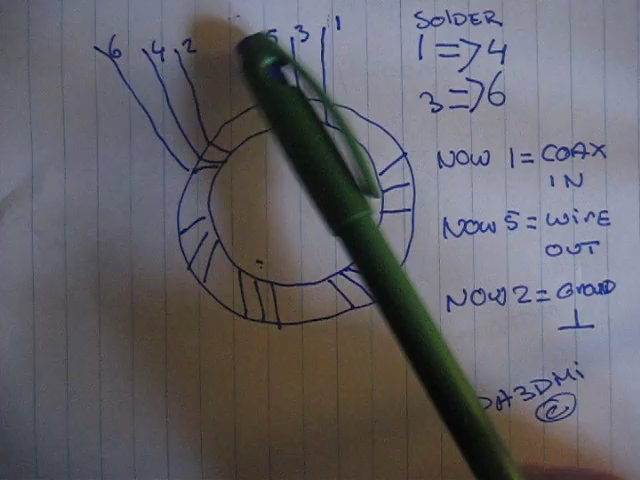 6 4 2 5 3 1
SOLDER
1 => 4
3 => 6
NOW 1 = COAX
IN
NOW 5 = WIRE
OUT
NOW 2 = Ground
©